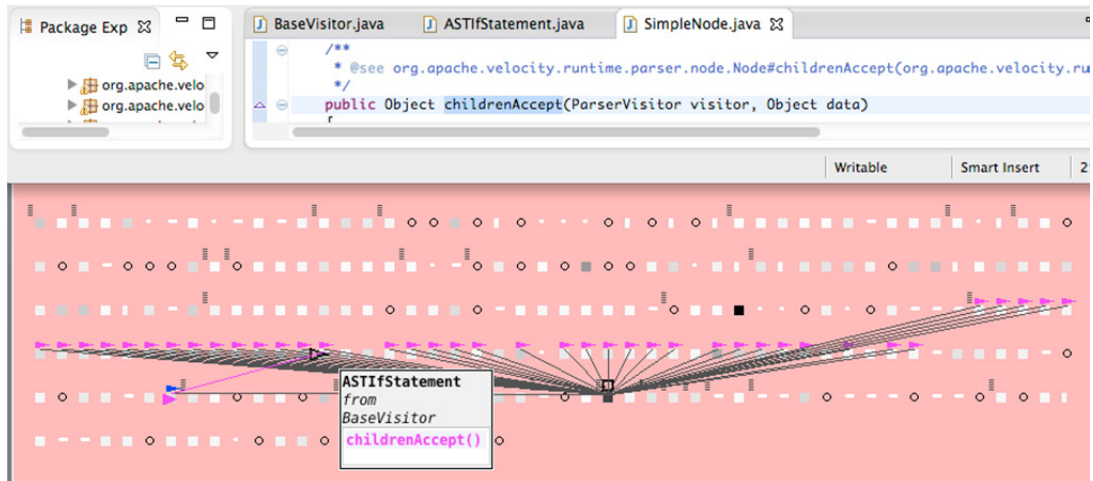 Package Exp
BaseVisitor.java
ASTIfStatement.java
SimpleNode.java
/**
* @see org.apache.velocity.runtime.parser.node.Node#childrenAccept(org.apache.velocity.ru
*/
public Object childrenAccept(ParserVisitor visitor, Object data)
{
org.apache.velo
org.apache.velo
Writable
Smart Insert
2
ASTIfStatement
from
BaseVisitor
childrenAccept()